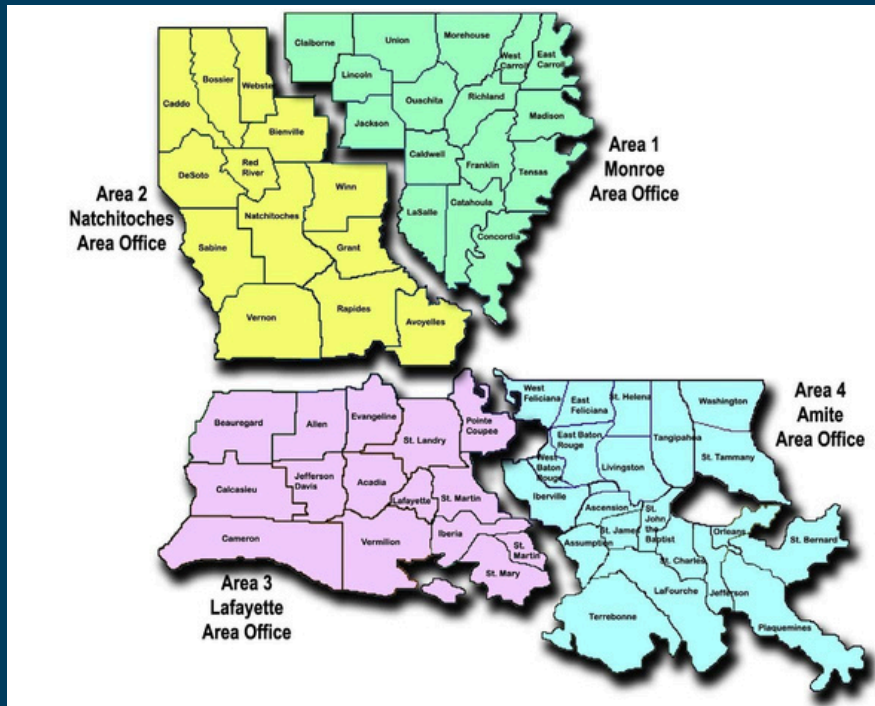 Claiborne
Union
Morehouse
West
Carroll
East
Carroll
Lincoln
Ouachita
Richland
Madison
Jackson
Caldwell
Franklin
Tensas
LaSalle
Catahoula
Concordia
Area 1
Monroe
Area Office
Caddo
Bossier
Webster
Bienville
DeSoto
Red
River
Winn
Natchitoches
Sabine
Grant
Vernon
Rapides
Avoyelles
Area 2
Natchitoches
Area Office
Beauregard
Allen
Evangeline
St. Landry
Pointe
Coupee
Calcasieu
Jefferson
Davis
Acadia
Lafayette
St. Martin
Cameron
Vermilion
Iberia
St.
Martin
St. Mary
Area 3
Lafayette
Area Office
West
Feliciana
East
Feliciana
St. Helena
Washington
Tangipahea
East Baton
Rouge
West
Baton
Rouge
Livingston
St. Tammany
Iberville
Ascension
St.
John
the
Baptist
St. James
Assumption
Orleans
St. Bernard
St. Charles
Terrebonne
LaFourche
Jefferson
Plaquemines
Area 4
Amite
Area Office